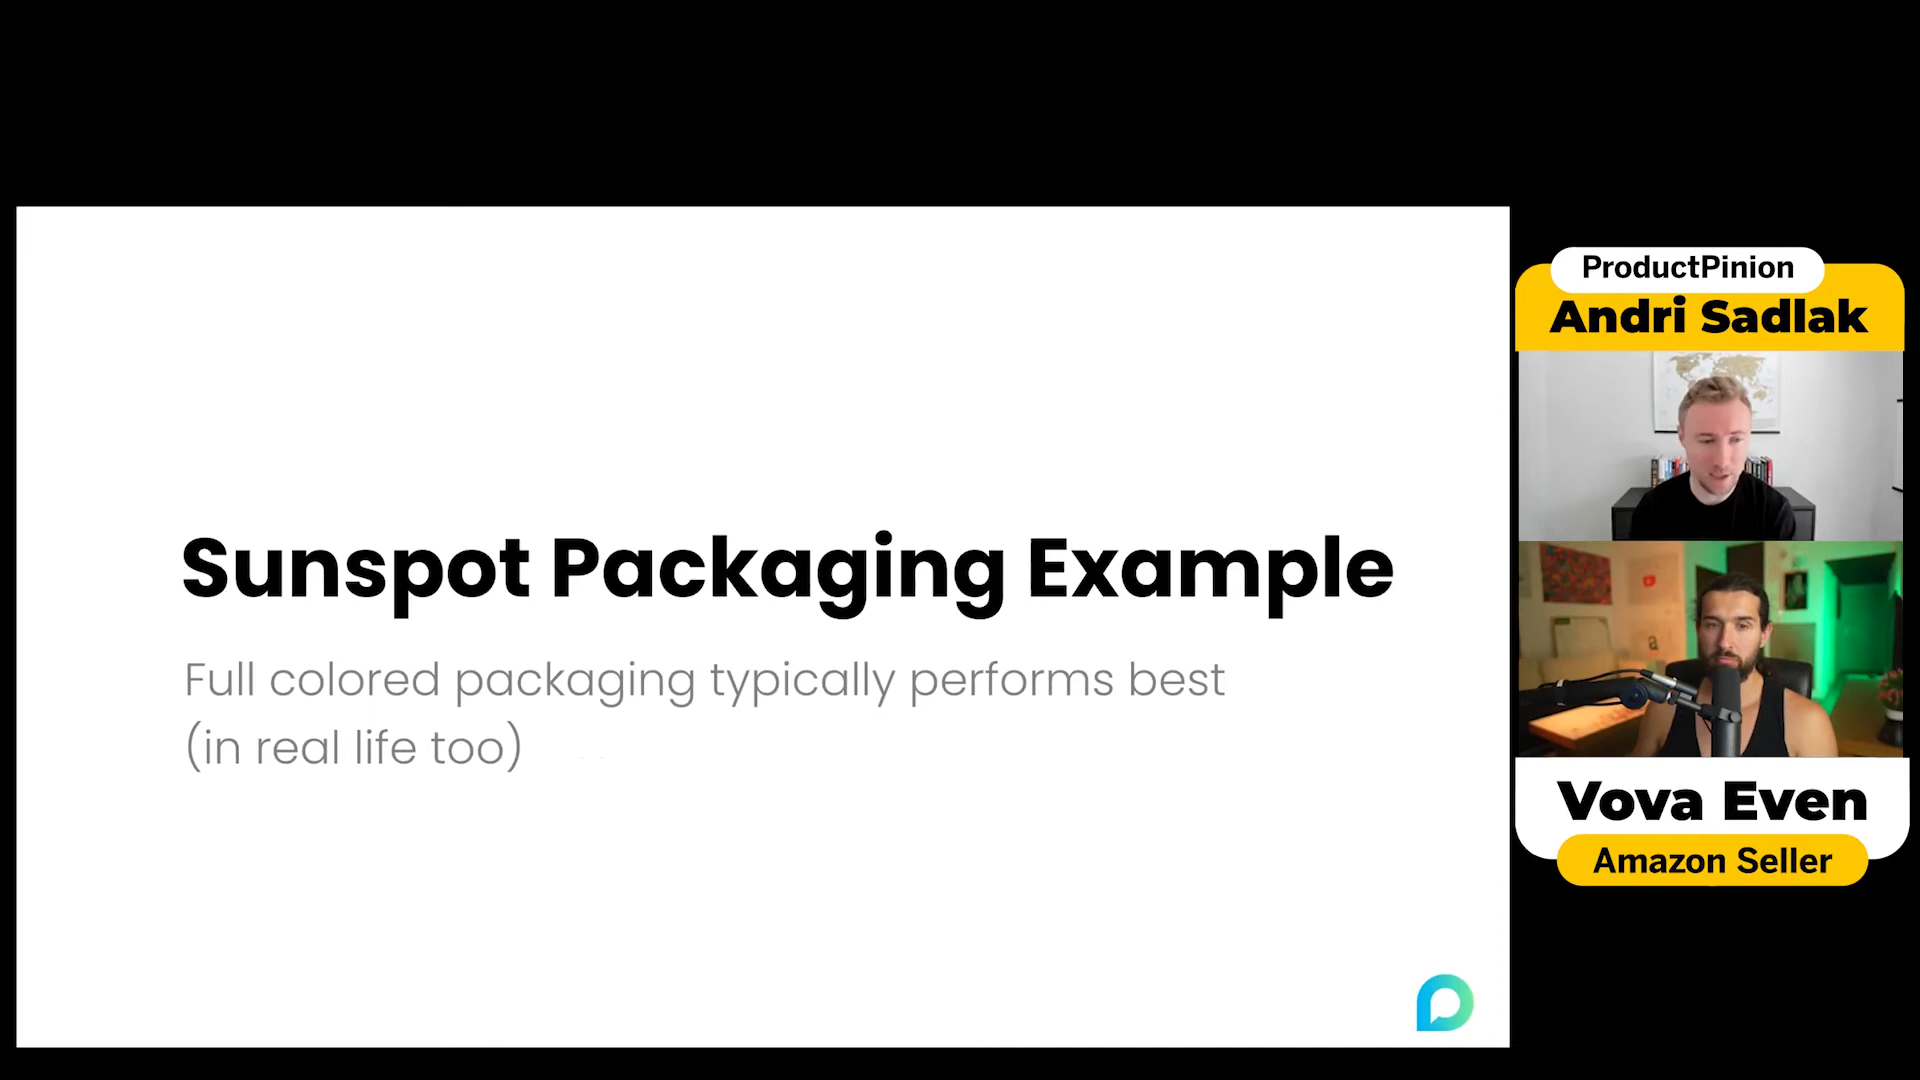 Sunspot Packaging Example
Full colored packaging typically performs best
(in real life too)
ProductPinion
Andri Sadlak
Vova Even
Amazon Seller